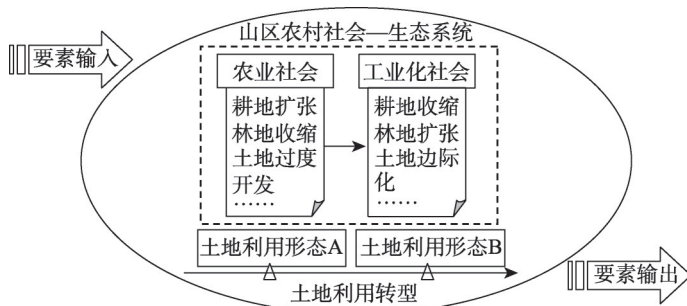 山区农村社会—生态系统
要素输入
农业社会
工业化社会
耕地扩张
林地收缩
土地过度
开发
……
耕地收缩
林地扩张
土地边际
化
……
土地利用形态A
土地利用形态B
土地利用转型
要素输出